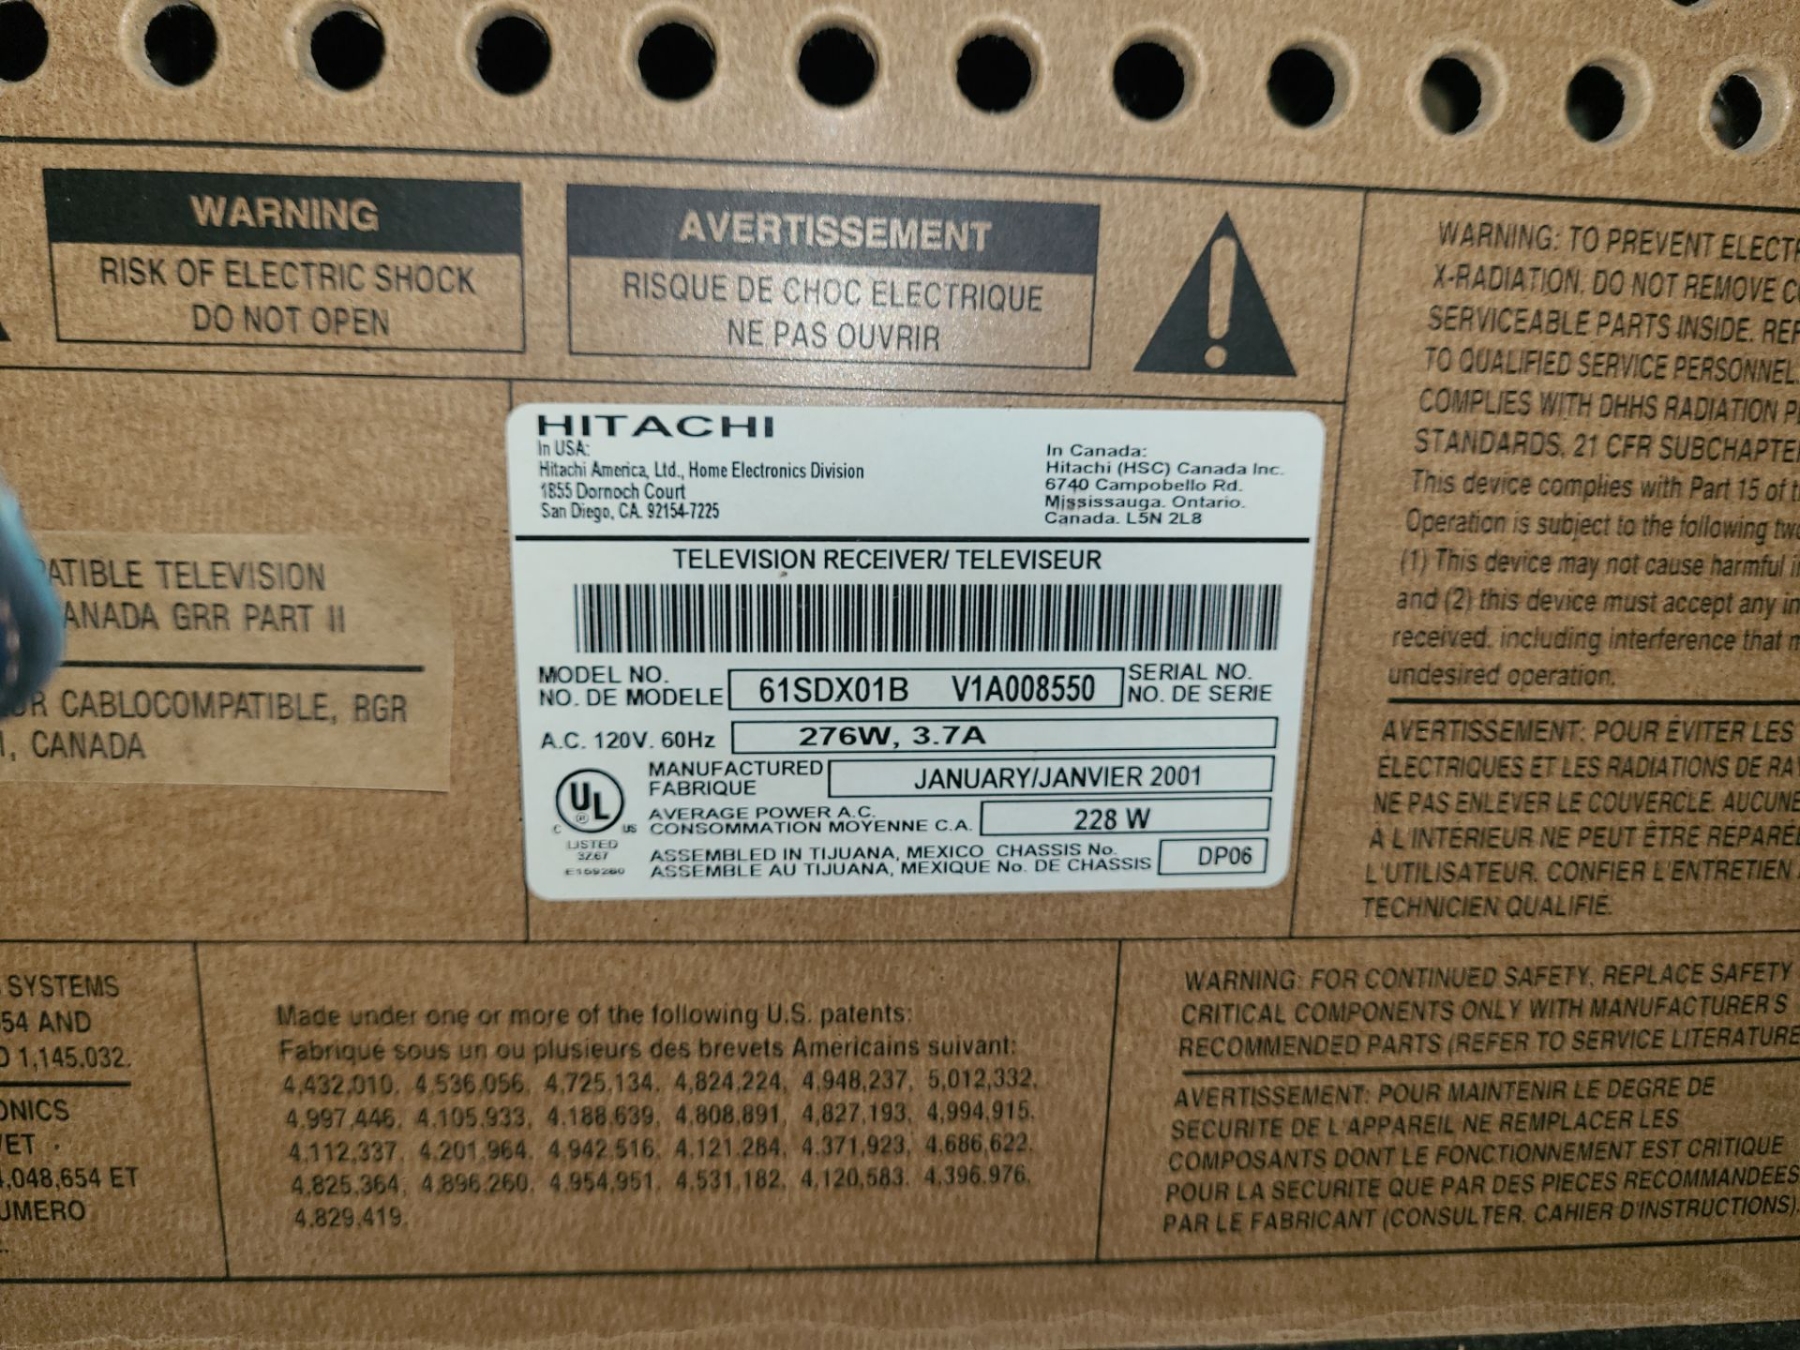 WARNING
RISK OF ELECTRIC SHOCK
DO NOT OPEN
AVERTISSEMENT
RISQUE DE CHOC ELECTRIQUE
NE PAS OUVRIR
WARNING: TO PREVENT
X-RADIATION, DO NOT REMOVE
SERVICEABLE PARTS INSIDE.
TO QUALIFIED SERVICE PERSONNEL.
COMPLIES WITH DHHS RADIATION
STANDARDS, 21 CFR
This device complies with Part 15 of
Operation is subject to the following
(1) This device may not cause harmful
and (2) this device must accept any
received, including interference that
undesired operation.
AVERTISSEMENT: POUR ÉVITER LES
ÉLECTRIQUES ET LES RADIATIONS DE
NE PAS ENLEVER LE COUVERCLE. AUCUNE
À L'INTERIEUR NE PEUT ÊTRE
L'UTILISATEUR. CONFIER L'ENTRETIEN
TECHNICIEN QUALIFIE.
TELEVISION
GRR PART II
CABLOCOMPATIBLE, RGR
CANADA
HITACHI
In USA:
Hitachi America, Ltd., Home Electronics Division
1855 Dornoch Court
San Diego, CA. 92154-7225
In Canada:
Hitachi (HSC) Canada Inc.
6740 Campobello Rd.
Mississauga. Ontario.
Canada. L5N 2L8
TELEVISION RECEIVER/ TELEVISEUR
MODEL NO.
NO. DE MODELE
61SDX01B V1A008550
SERIAL NO.
NO. DE SERIE
A.C. 120V. 60Hz 276W, 3.7A
MANUFACTURED
FABRIQUE
JANUARY/JANVIER 2001
AVERAGE POWER A.C.
CONSOMMATION MOYENNE C.A.
228 W
C UL US
LISTED
3Z67
E159260
ASSEMBLED IN TIJUANA, MEXICO CHASSIS No.
ASSEMBLE AU TIJUANA, MEXIQUE No. DE CHASSIS
DP06
SYSTEMS
AND
1,145,032.
ET
ET
Made under one or more of the following U.S. patents:
Fabrique sous un ou plusieurs des brevets Americains suivant:
4,432,010, 4,536,056, 4,725,134, 4,824,224, 4,948,237, 5,012,332,
4,997,446, 4,105,933, 4,188,639, 4,808,891, 4,827,193, 4,994,915,
4,112,337, 4,201,964, 4,942,516, 4,121,284, 4,371,923, 4,686,622,
4,825,364, 4,896,260, 4,954,951, 4,531,182, 4,120,583, 4,396,976,
4,829,419.
WARNING: FOR CONTINUED SAFETY, REPLACE SAFETY
CRITICAL COMPONENTS ONLY WITH MANUFACTURER'S
RECOMMENDED PARTS (REFER TO SERVICE LITERATURE
AVERTISSEMENT: POUR MAINTENIR LE DEGRE DE
SECURITE DE L'APPAREIL NE REMPLACER LES
COMPOSANTS DONT LE FONCTIONNEMENT EST CRITIQUE
POUR LA SECURITE QUE PAR DES PIECES RECOMMANDEES
PAR LE FABRICANT (CONSULTER, CAHIER D'INSTRUCTIONS).